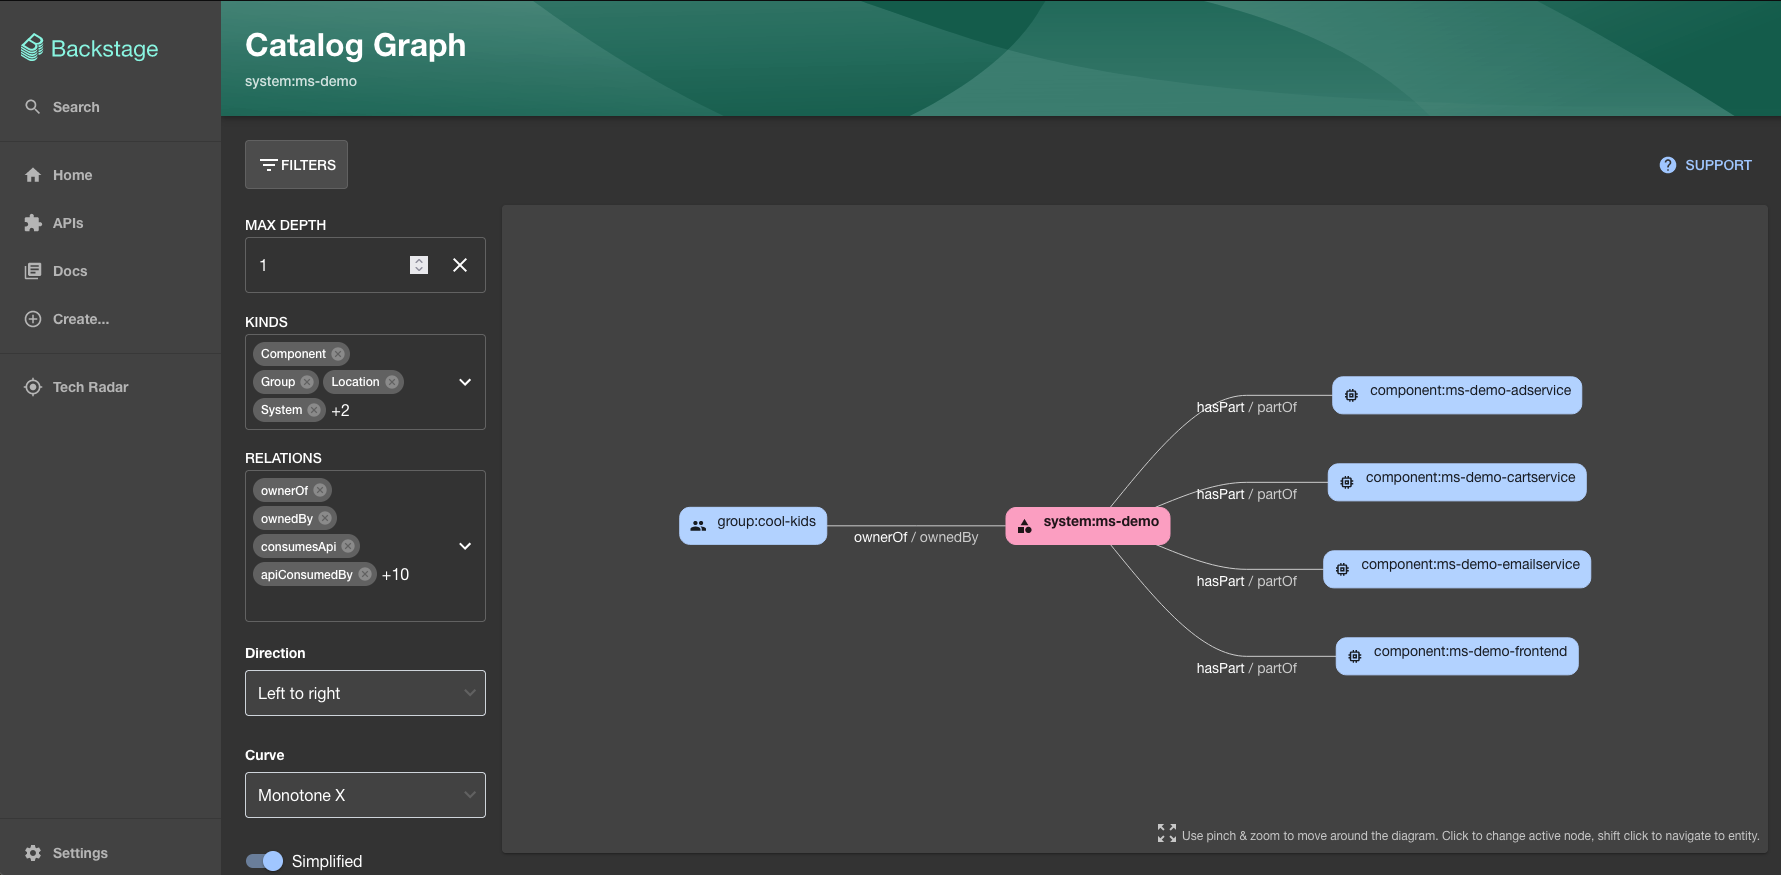 Backstage
Search
Home
APIs
Docs
Create...
Tech Radar
Settings
Catalog Graph
system:ms-demo
FILTERS
SUPPORT
MAX DEPTH
1
KINDS
Component
Group Location
System +2
RELATIONS
ownerOf
ownedBy
consumesApi
apiConsumedBy +10
Direction
Left to right
Curve
Monotone X
Simplified
group:cool-kids
ownerOf / ownedBy
system:ms-demo
hasPart / partOf
component:ms-demo-adservice
hasPart / partOf
component:ms-demo-cartservice
hasPart / partOf
component:ms-demo-emailservice
hasPart / partOf
component:ms-demo-frontend
Use pinch & zoom to move around the diagram. Click to change active node, shift click to navigate to entity.